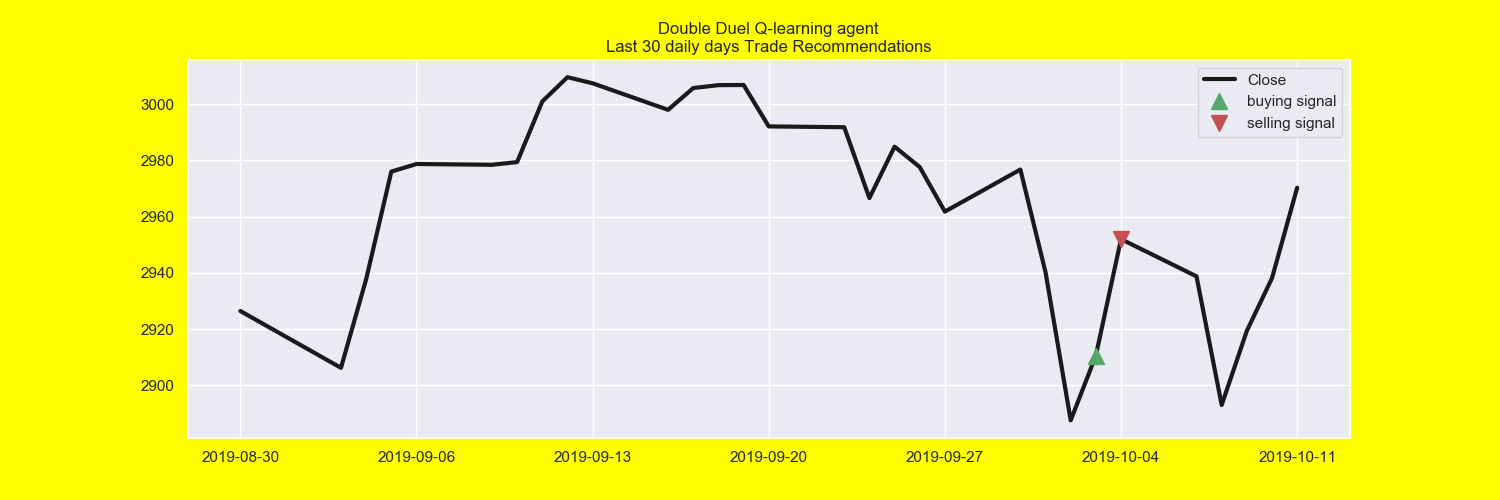 Double Duel Q-learning agent
Last 30 daily days Trade Recommendations
Close
buying signal
selling signal
3000
2980
2960
2940
2920
2900
2019-08-30 2019-09-06 2019-09-13 2019-09-20 2019-09-27 2019-10-04 2019-10-11